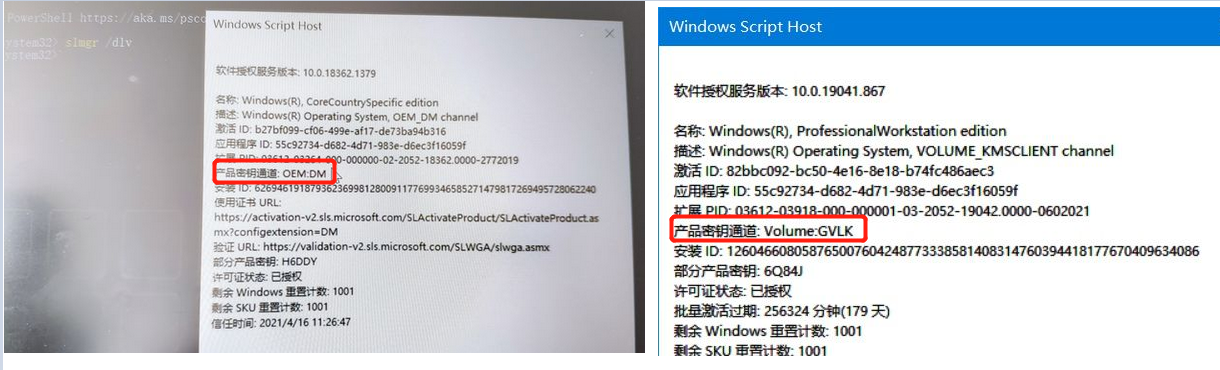 PowerShell https://aka.ms/psco
ystem32> slmgr /dlv
ystem32>
Windows Script Host
软件授权服务版本: 10.0.18362.1379
名称: Windows(R), CoreCountrySpecific edition
描述: Windows(R) Operating System, OEM_DM channel
激活 ID: b27bf099-cf06-499e-af17-de73ba94b316
应用程序 ID: 55c92734-d682-4d71-983e-d6ec3f16059f
扩展 PID: 03612-03264-000-000000-02-2052-18362.0000-2772019
产品密钥通道: OEM:DM
安装 ID: 626946191879362369981280091177699346585271479817269495728062240
使用证书 URL:
https://activation-v2.sls.microsoft.com/SLActivateProduct/SLActivateProduct.as
mx?configextension=DM
验证 URL: https://validation-v2.sls.microsoft.com/SLWGA/slwga.asmx
部分产品密钥: H6DDY
许可证状态: 已授权
剩余 Windows 重置计数: 1001
剩余 SKU 重置计数: 1001
信任时间: 2021/4/16 11:26:47
Windows Script Host
软件授权服务版本: 10.0.19041.867
名称: Windows(R), ProfessionalWorkstation edition
描述: Windows(R) Operating System, VOLUME_KMSCLIENT channel
激活 ID: 82bbc092-bc50-4e16-8e18-b74fc486aec3
应用程序 ID: 55c92734-d682-4d71-983e-d6ec3f16059f
扩展 PID: 03612-03918-000-000001-03-2052-19042.0000-0602021
产品密钥通道: Volume:GVLK
安装 ID: 126046608058765007604248773338581408314760394418177670409634086
部分产品密钥: 6Q84J
许可证状态: 已授权
批量激活过期: 256324 分钟(179 天)
剩余 Windows 重置计数: 1001
剩余 SKU 重置计数: 1001